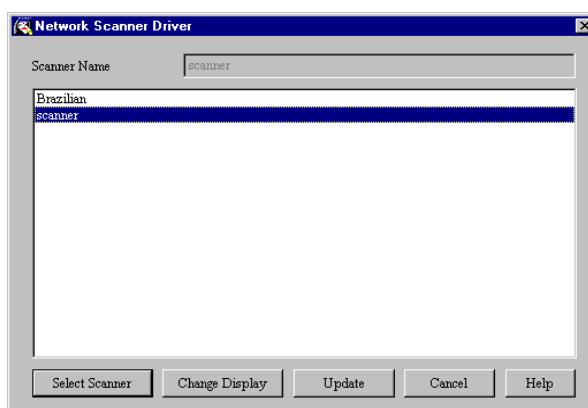 Network Scanner Driver
Scanner Name scanner
Brazilian
scanner
Select Scanner Change Display Update Cancel Help